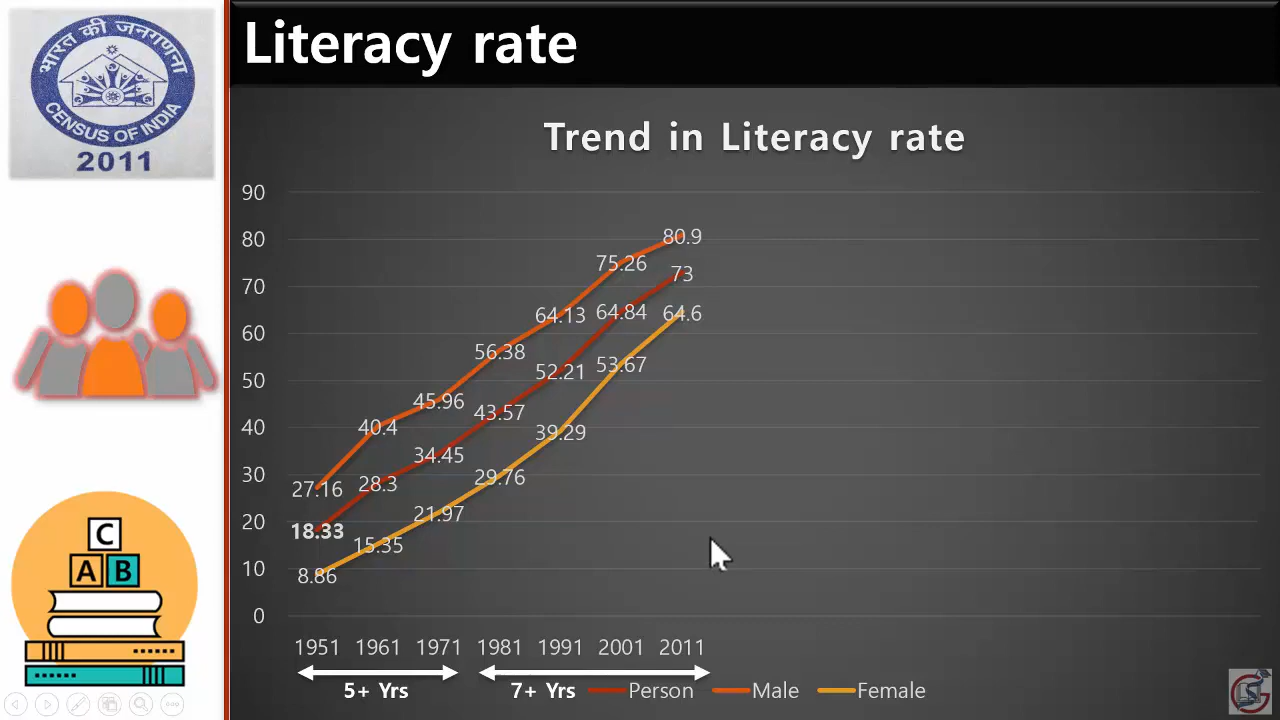 भारत की जनगणना
CENSUS OF INDIA
2011
Literacy rate
Trend in Literacy rate
90
80
70
60
50
40
30
20
10
0
27.16 40.4 45.96 56.38 64.13 75.26 80.9
18.33 28.3 34.45 43.57 52.21 64.84 73
8.86 15.35 21.97 29.76 39.29 53.67 64.6
1951 1961 1971 1981 1991 2001 2011
5+ Yrs 7+ Yrs Person Male Female
C
A B